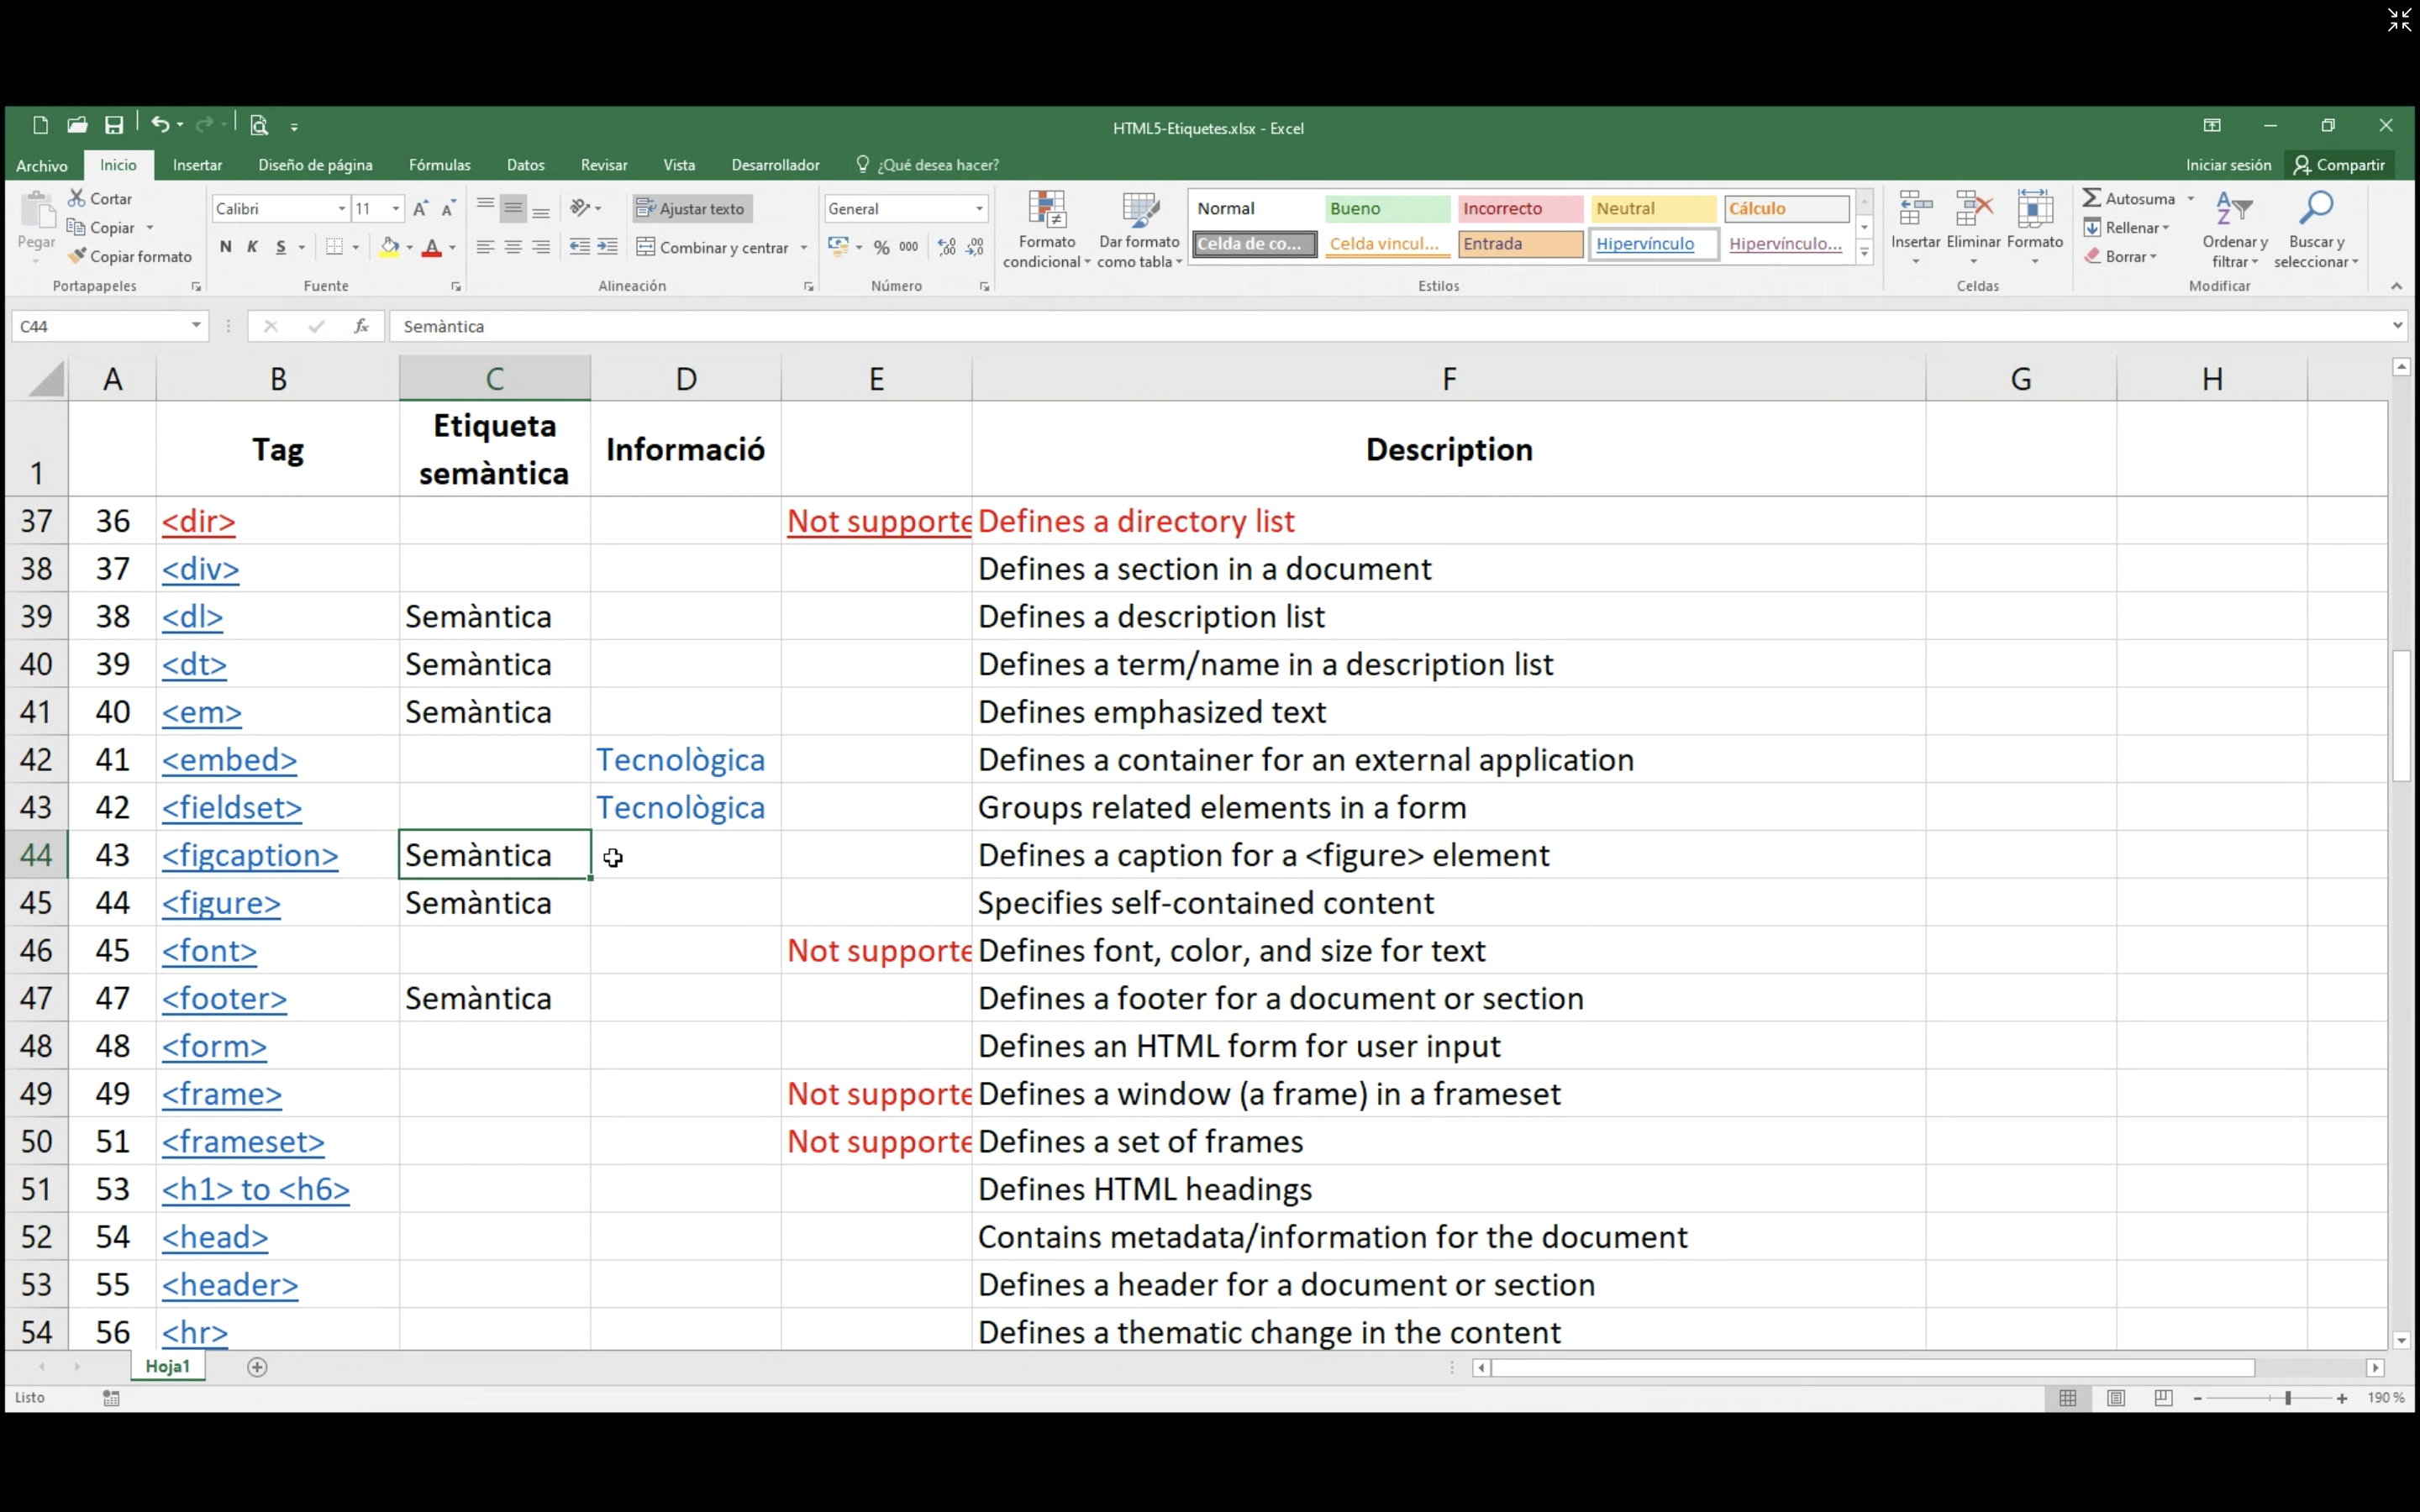 HTML5-Etiquetes.xlsx - Excel
Archivo Inicio Insertar Diseño de página Fórmulas Datos Revisar Vista Desarrollador ¿Qué desea hacer? Iniciar sesión Compartir
Pegar
Cortar
Copiar
Copiar formato
Portapapeles
Calibri 11
N K S
Fuente
Ajustar texto
Combinar y centrar
Alineación
General
% 000
Número
Formato condicional
Dar formato como tabla
Normal Bueno Incorrecto Neutral Cálculo
Celda de co... Celda vincul... Entrada Hipervínculo Hipervínculo...
Estilos
Insertar Eliminar Formato
Celdas
Autosuma
Rellenar
Borrar
Ordenar y filtrar
Buscar y seleccionar
Modificar
C44 fx Semàntica
A B C D E F G H
1 Tag Etiqueta semàntica Informació Description
37 36 <dir> Not supporte Defines a directory list
38 37 <div> Defines a section in a document
39 38 <dl> Semàntica Defines a description list
40 39 <dt> Semàntica Defines a term/name in a description list
41 40 <em> Semàntica Defines emphasized text
42 41 <embed> Tecnològica Defines a container for an external application
43 42 <fieldset> Tecnològica Groups related elements in a form
44 43 <figcaption> Semàntica Defines a caption for a <figure> element
45 44 <figure> Semàntica Specifies self-contained content
46 45 <font> Not supporte Defines font, color, and size for text
47 47 <footer> Semàntica Defines a footer for a document or section
48 48 <form> Defines an HTML form for user input
49 49 <frame> Not supporte Defines a window (a frame) in a frameset
50 51 <frameset> Not supporte Defines a set of frames
51 53 <h1> to <h6> Defines HTML headings
52 54 <head> Contains metadata/information for the document
53 55 <header> Defines a header for a document or section
54 56 <hr> Defines a thematic change in the content
Hoja1
Listo 190 %